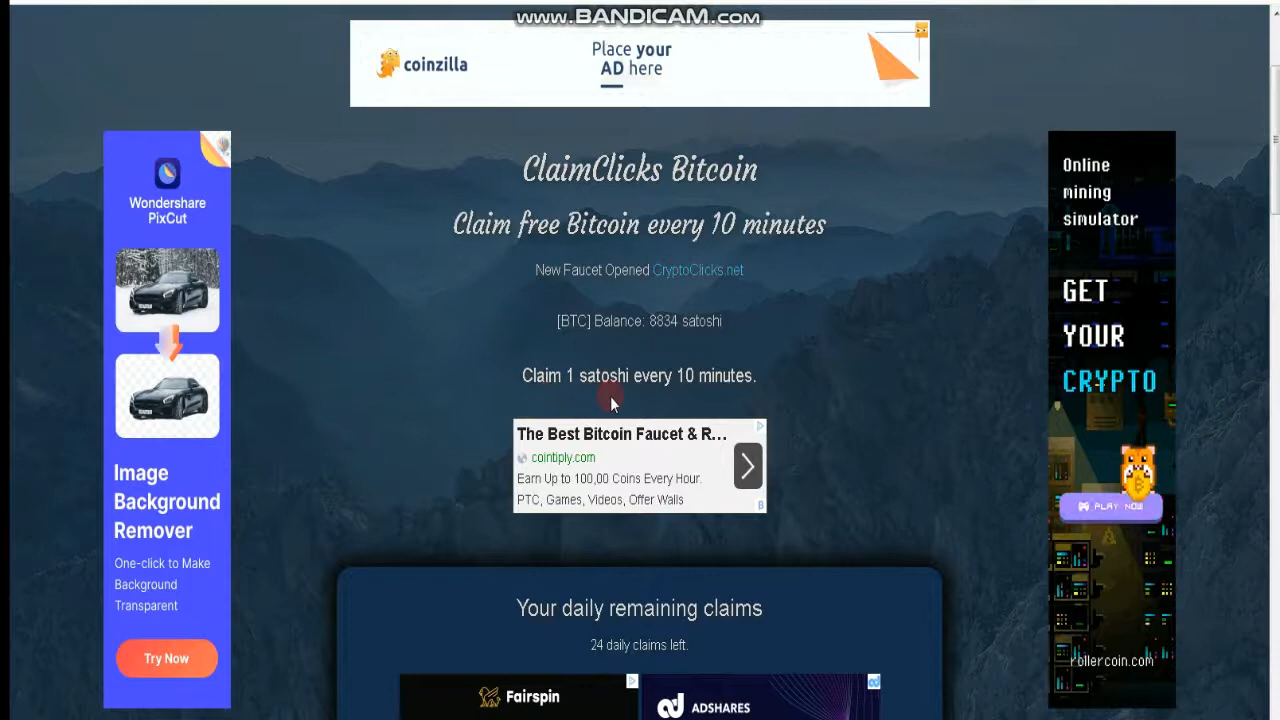 www.BANDICAM.com
coinzilla
Place your
AD here
Wondershare
PixCut
Image
Background
Remover
One-click to Make
Background
Transparent
Try Now
ClaimClicks Bitcoin
Claim free Bitcoin every 10 minutes
New Faucet Opened CryptoClicks.net
[BTC] Balance: 8834 satoshi
Claim 1 satoshi every 10 minutes.
The Best Bitcoin Faucet & R...
cointiply.com
Earn Up to 100,00 Coins Every Hour.
PTC, Games, Videos, Offer Walls
Your daily remaining claims
24 daily claims left.
Fairspin
ADSHARES
Online
mining
simulator
GET
YOUR
CRYPTO
PLAY NOW
rollercoin.com